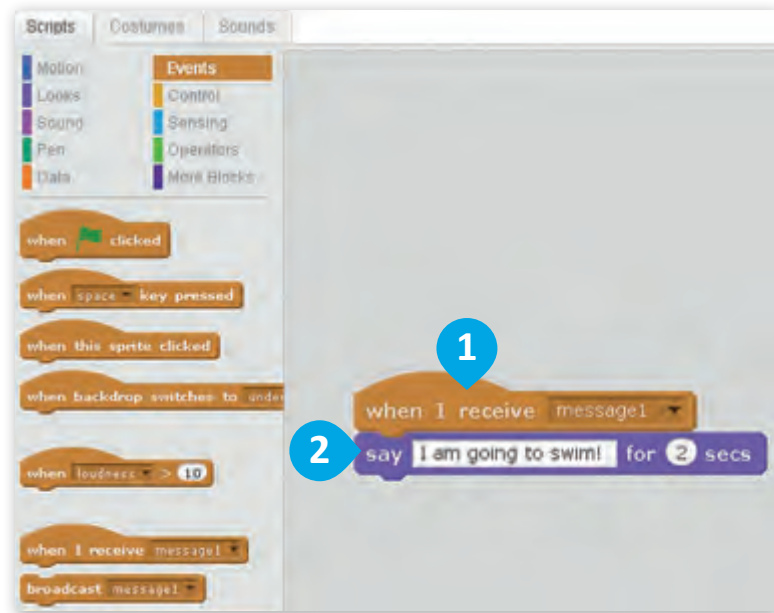 Scripts Costumes Sounds
Motion Events
Looks Control
Sound Sensing
Pen Operators
Data More Blocks
when clicked
when space key pressed
when this sprite clicked
when backdrop switches to under
when loudness > 10
when I receive message1
broadcast message1
1
when I receive message1
2
say I am going to swim! for 2 secs